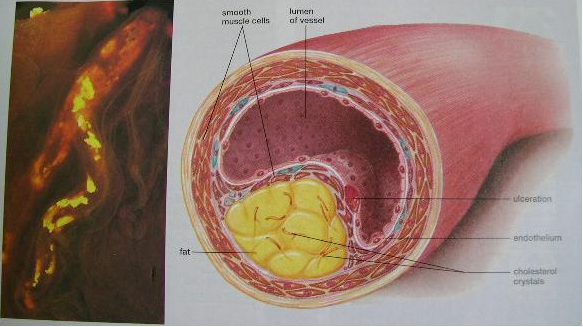 smooth
muscle cells
lumen
of vessel
ulceration
endothelium
fat
cholesterol
crystals